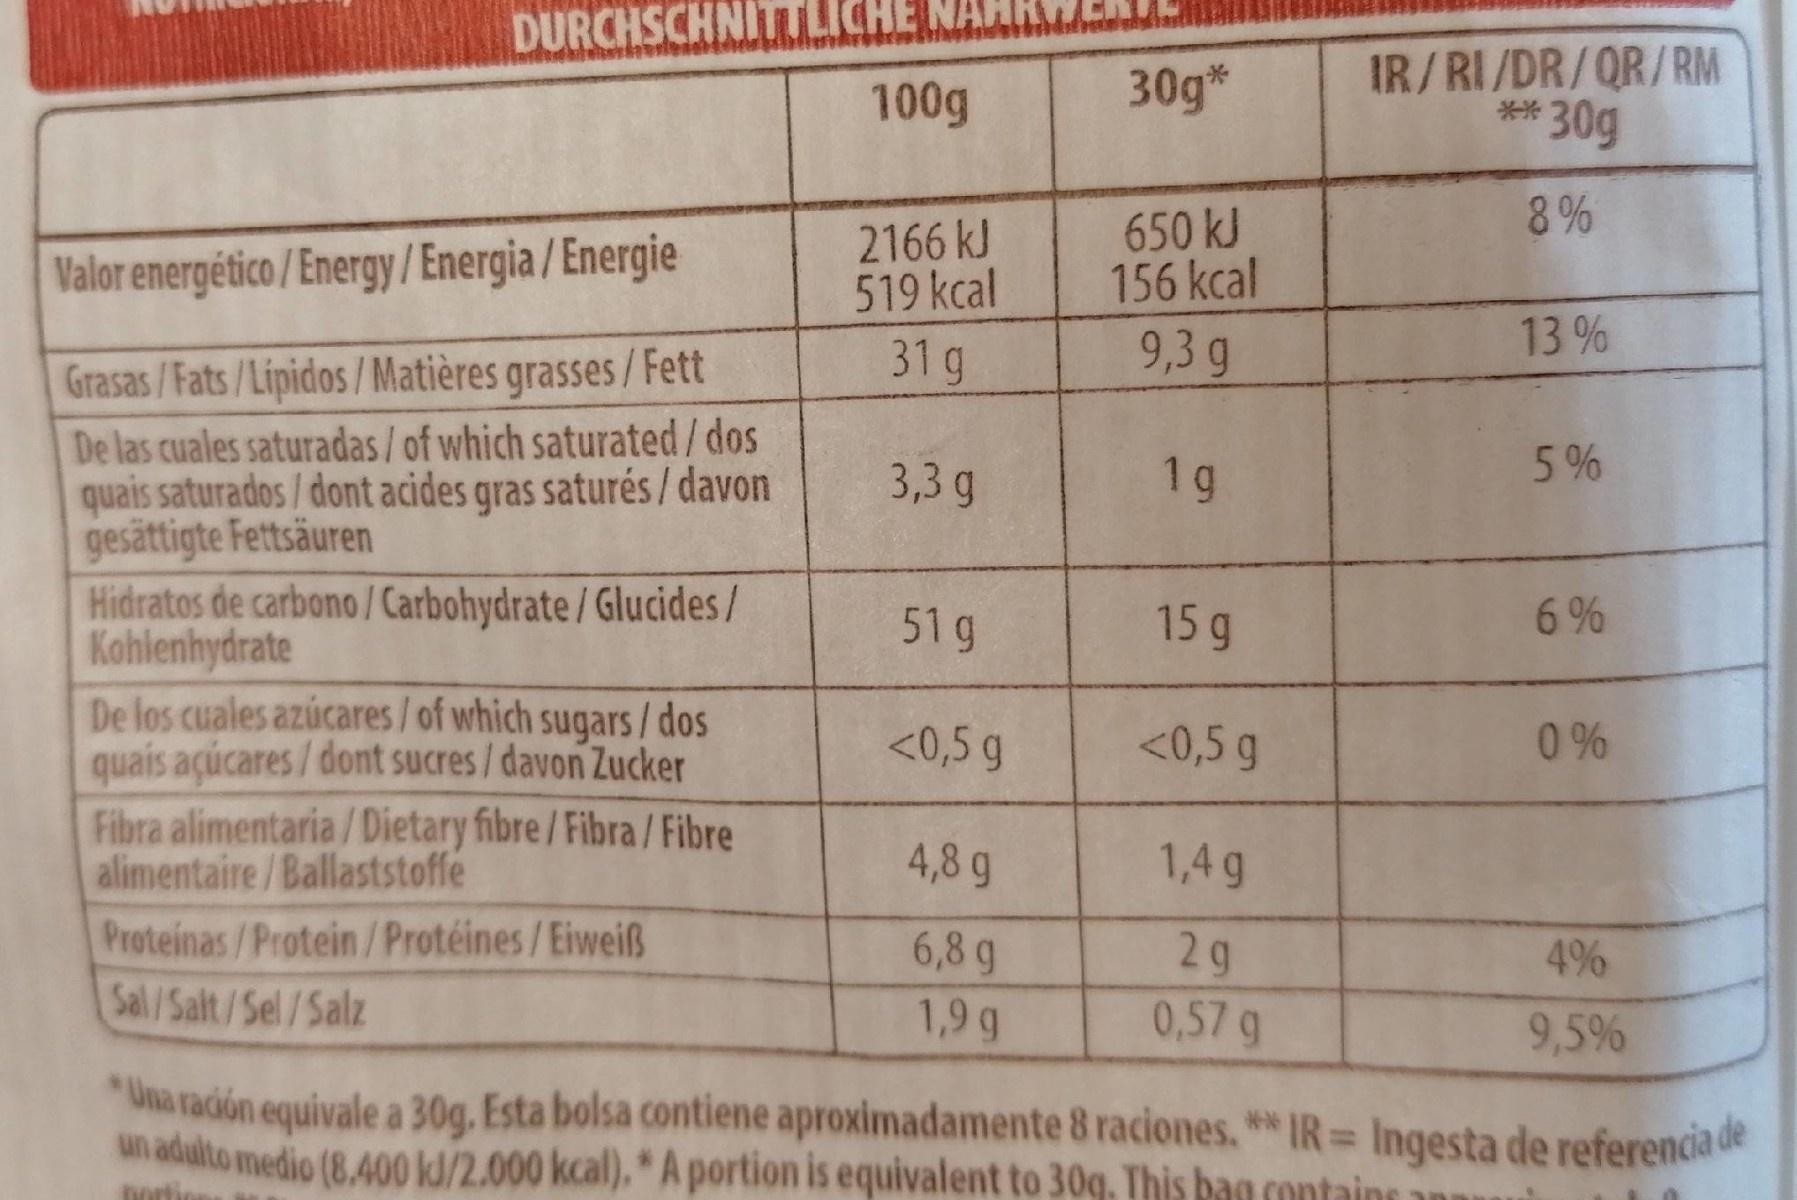 DURCHSCHNITTLICHE NÄHRWERTE
100g 30g* IR/RI/DR/QR/RM
** 30g
Valor energético / Energy / Energia / Energie 2166 kJ 650 kJ 8 %
519 kcal 156 kcal
Grasas / Fats / Lípidos / Matières grasses / Fett 31 g 9,3 g 13 %
De las cuales saturadas / of which saturated / dos
quais saturados / dont acides gras saturés / davon 3,3 g 1 g 5 %
gesättigte Fettsäuren
Hidratos de carbono / Carbohydrate / Glucides /
Kohlenhydrate 51 g 15 g 6 %
De los cuales azúcares / of which sugars / dos
quais açúcares / dont sucres / davon Zucker <0,5 g <0,5 g 0 %
Fibra alimentaria / Dietary fibre / Fibra / Fibre
alimentaire / Ballaststoffe 4,8 g 1,4 g
Proteínas / Protein / Protéines / Eiweiß 6,8 g 2 g 4%
Sal / Salt / Sel / Salz 1,9 g 0,57 g 9,5%
*Una ración equivale a 30g. Esta bolsa contiene aproximadamente 8 raciones. ** IR = Ingesta de referencia de
un adulto medio (8.400 kJ/2.000 kcal). * A portion is equivalent to 30g. This bag contains